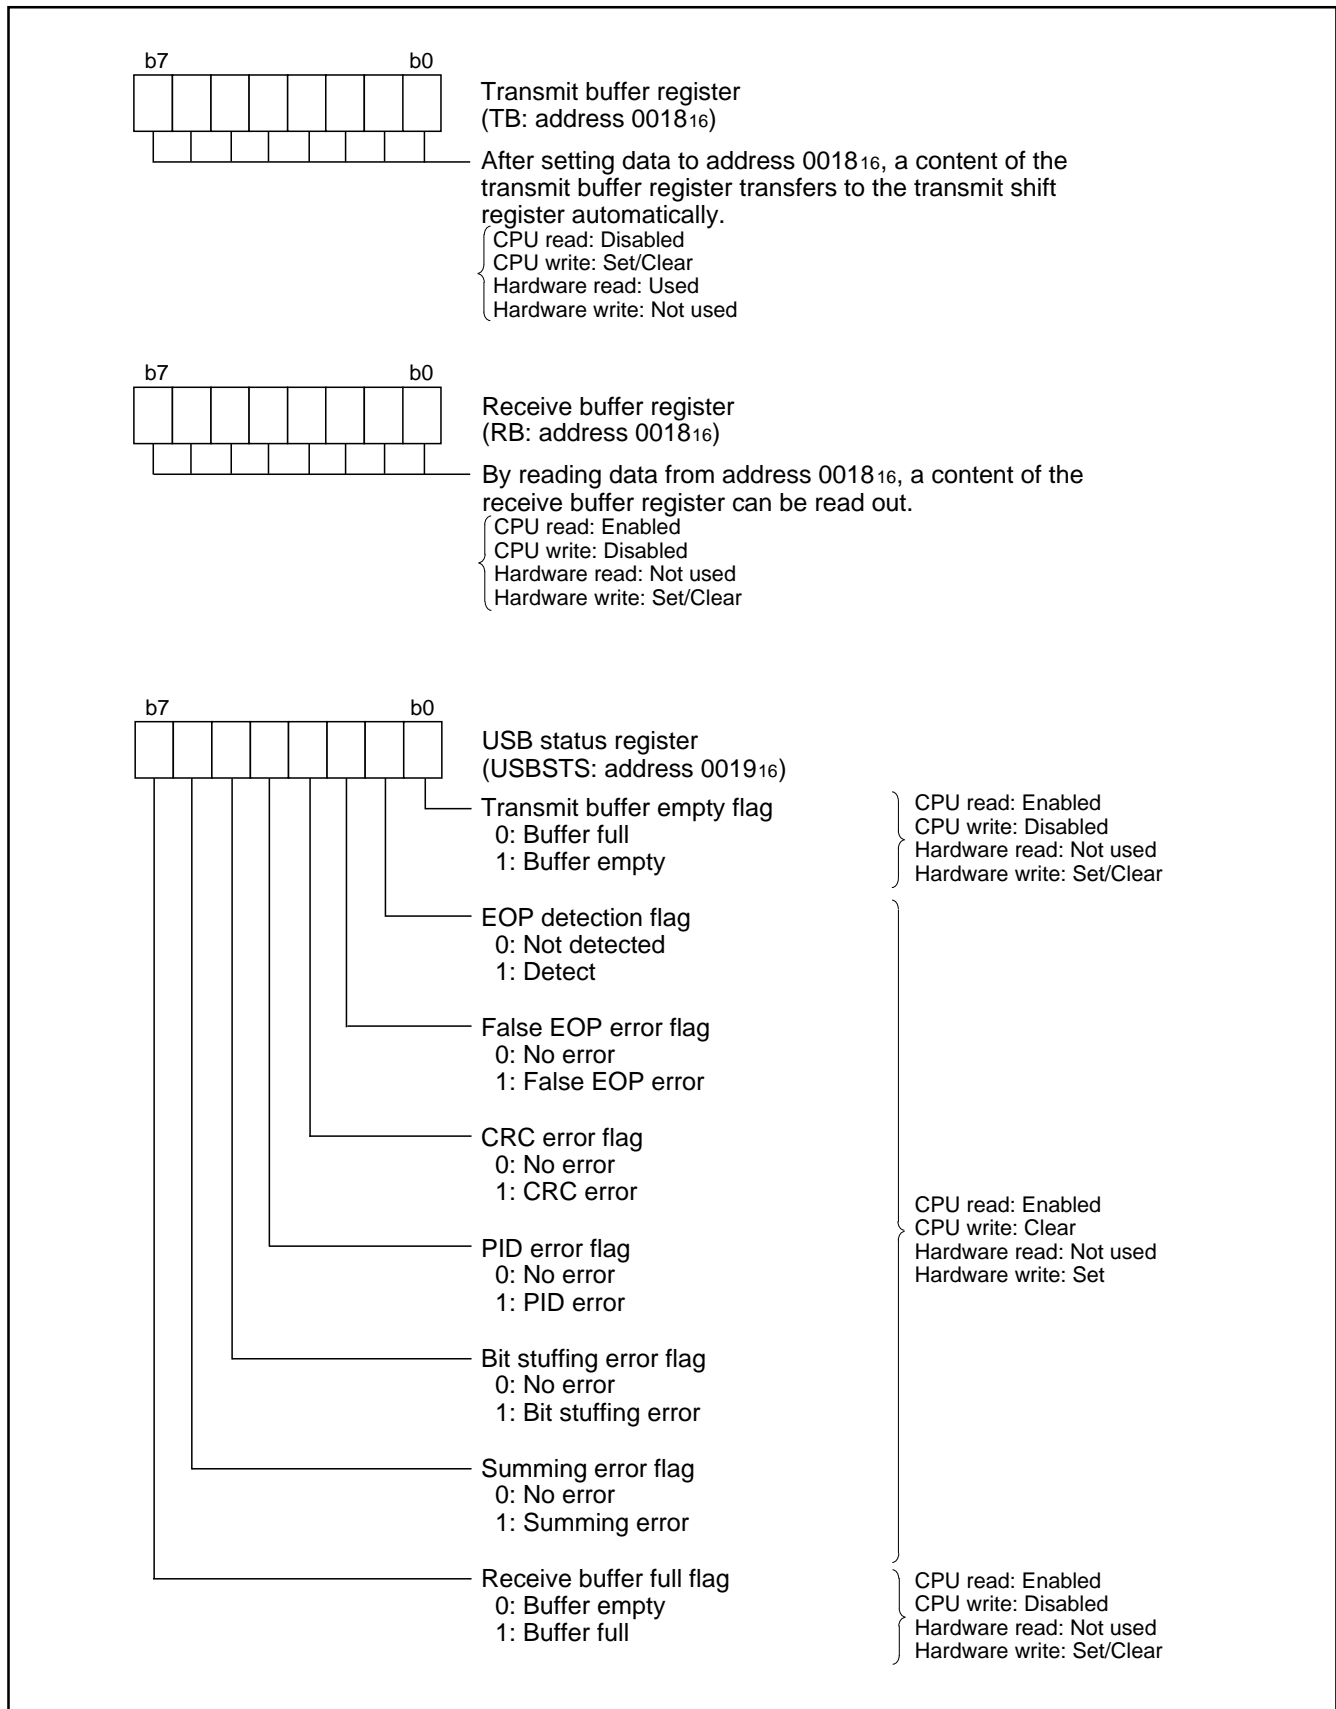 b7 b0
Transmit buffer register
(TB: address 0018₁₆)
After setting data to address 0018₁₆, a content of the
transmit buffer register transfers to the transmit shift
register automatically.
CPU read: Disabled
CPU write: Set/Clear
Hardware read: Used
Hardware write: Not used
b7 b0
Receive buffer register
(RB: address 0018₁₆)
By reading data from address 0018₁₆, a content of the
receive buffer register can be read out.
CPU read: Enabled
CPU write: Disabled
Hardware read: Not used
Hardware write: Set/Clear
b7 b0
USB status register
(USBSTS: address 0019₁₆)
Transmit buffer empty flag
0: Buffer full
1: Buffer empty
CPU read: Enabled
CPU write: Disabled
Hardware read: Not used
Hardware write: Set/Clear
EOP detection flag
0: Not detected
1: Detect
False EOP error flag
0: No error
1: False EOP error
CRC error flag
0: No error
1: CRC error
PID error flag
0: No error
1: PID error
Bit stuffing error flag
0: No error
1: Bit stuffing error
Summing error flag
0: No error
1: Summing error
CPU read: Enabled
CPU write: Clear
Hardware read: Not used
Hardware write: Set
Receive buffer full flag
0: Buffer empty
1: Buffer full
CPU read: Enabled
CPU write: Disabled
Hardware read: Not used
Hardware write: Set/Clear